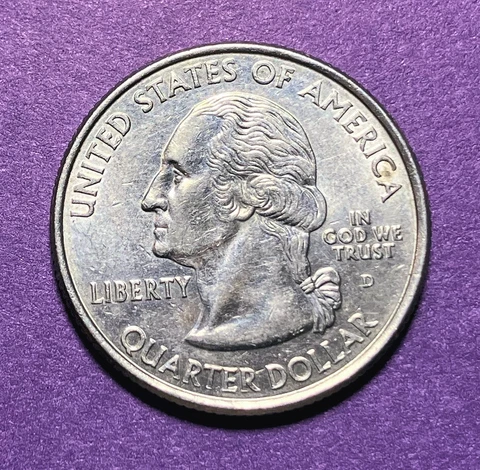 UNITED STATES OF AMERICA
LIBERTY
IN
GOD WE
TRUST
D
QUARTER DOLLAR